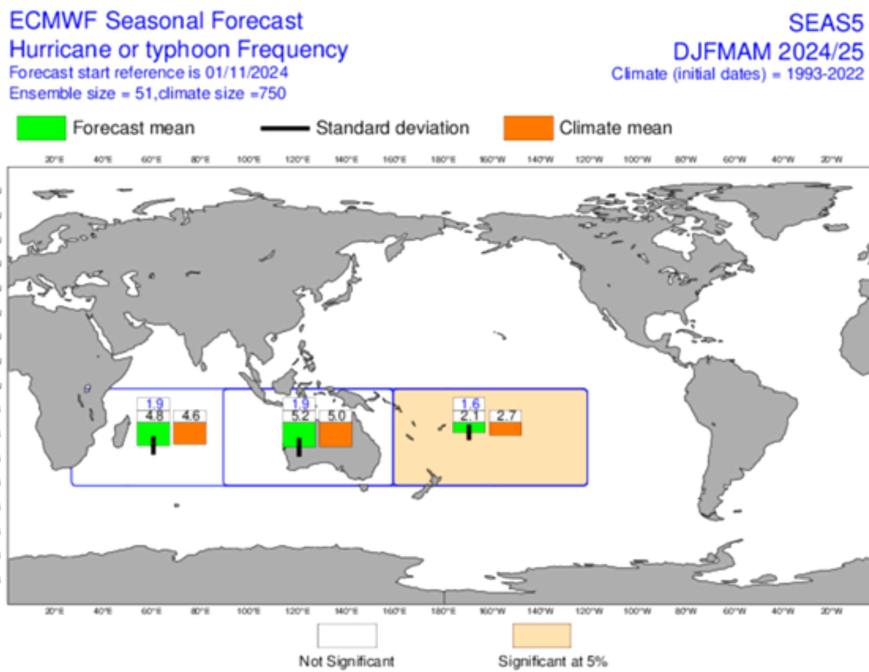 ECMWF Seasonal Forecast
Hurricane or typhoon Frequency
Forecast start reference is 01/11/2024
Ensemble size = 51,climate size =750
SEAS5
DJFMAM 2024/25
Climate (initial dates) = 1993-2022
Forecast mean Standard deviation Climate mean
20°E 40°E 60°E 80°E 100°E 120°E 140°E 160°E 180°E 160°W 140°W 120°W 100°W 80°W 60°W 40°W 20°W
1.9 1.9 1.6
4.8 4.6 5.2 5.0 2.1 2.7
20°E 40°E 60°E 80°E 100°E 120°E 140°E 160°E 180°W 160°W 140°W 120°W 100°W 80°W 60°W 40°W 20°W
Not Significant Significant at 5%